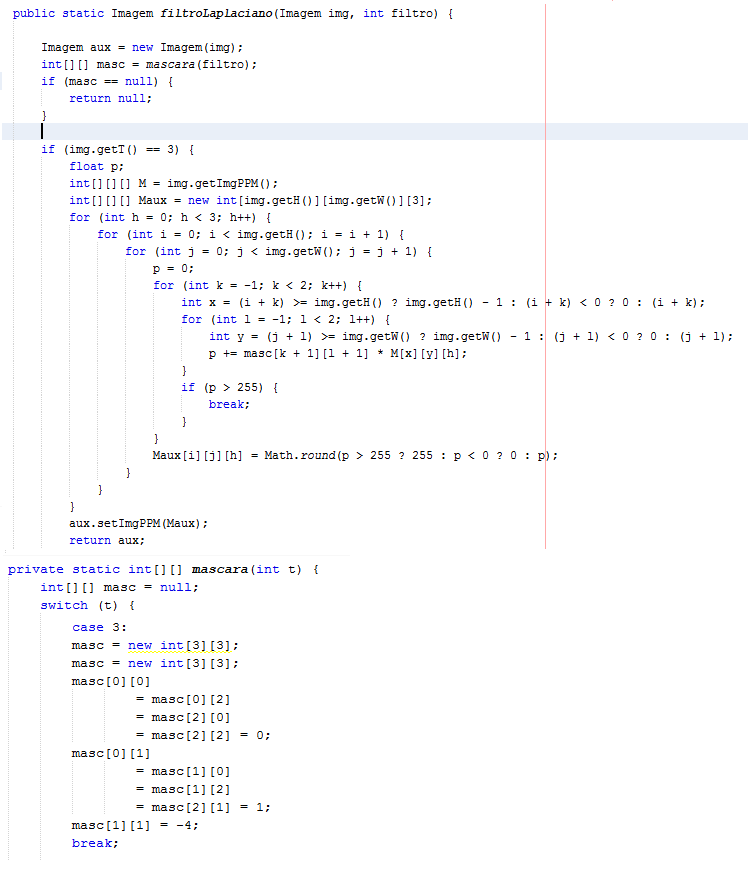 public static Imagem filtroLaplaciano(Imagem img, int filtro) {
Imagem aux = new Imagem(img);
int[][] masc = mascara(filtro);
if (masc == null) {
return null;
}
if (img.getT() == 3) {
float p;
int[][][] M = img.getImgPPM();
int[][][] Maux = new int[img.getH()][img.getW()][3];
for (int h = 0; h < 3; h++) {
for (int i = 0; i < img.getH(); i = i + 1) {
for (int j = 0; j < img.getW(); j = j + 1) {
p = 0;
for (int k = -1; k < 2; k++) {
int x = (i + k) >= img.getH() ? img.getH() - 1 : (i + k) < 0 ? 0 : (i + k);
for (int l = -1; l < 2; l++) {
int y = (j + l) >= img.getW() ? img.getW() - 1 : (j + l) < 0 ? 0 : (j + l);
p += masc[k + 1][l + 1] * M[x][y][h];
}
if (p > 255) {
break;
}
}
Maux[i][j][h] = Math.round(p > 255 ? 255 : p < 0 ? 0 : p);
}
}
}
aux.setImgPPM(Maux);
return aux;
private static int[][] mascara(int t) {
int[][] masc = null;
switch (t) {
case 3:
masc = new int[3][3];
masc = new int[3][3];
masc[0][0]
= masc[0][2]
= masc[2][0]
= masc[2][2] = 0;
masc[0][1]
= masc[1][0]
= masc[1][2]
= masc[2][1] = 1;
masc[1][1] = -4;
break;